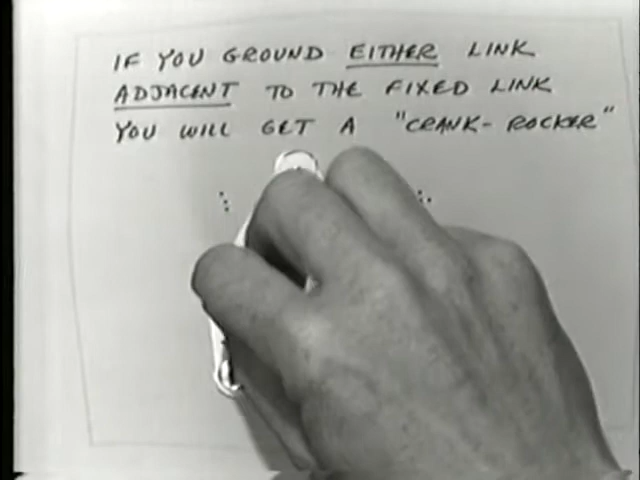 IF YOU GROUND EITHER LINK
ADJACENT TO THE FIXED LINK
YOU WILL GET A "CRANK-ROCKER"